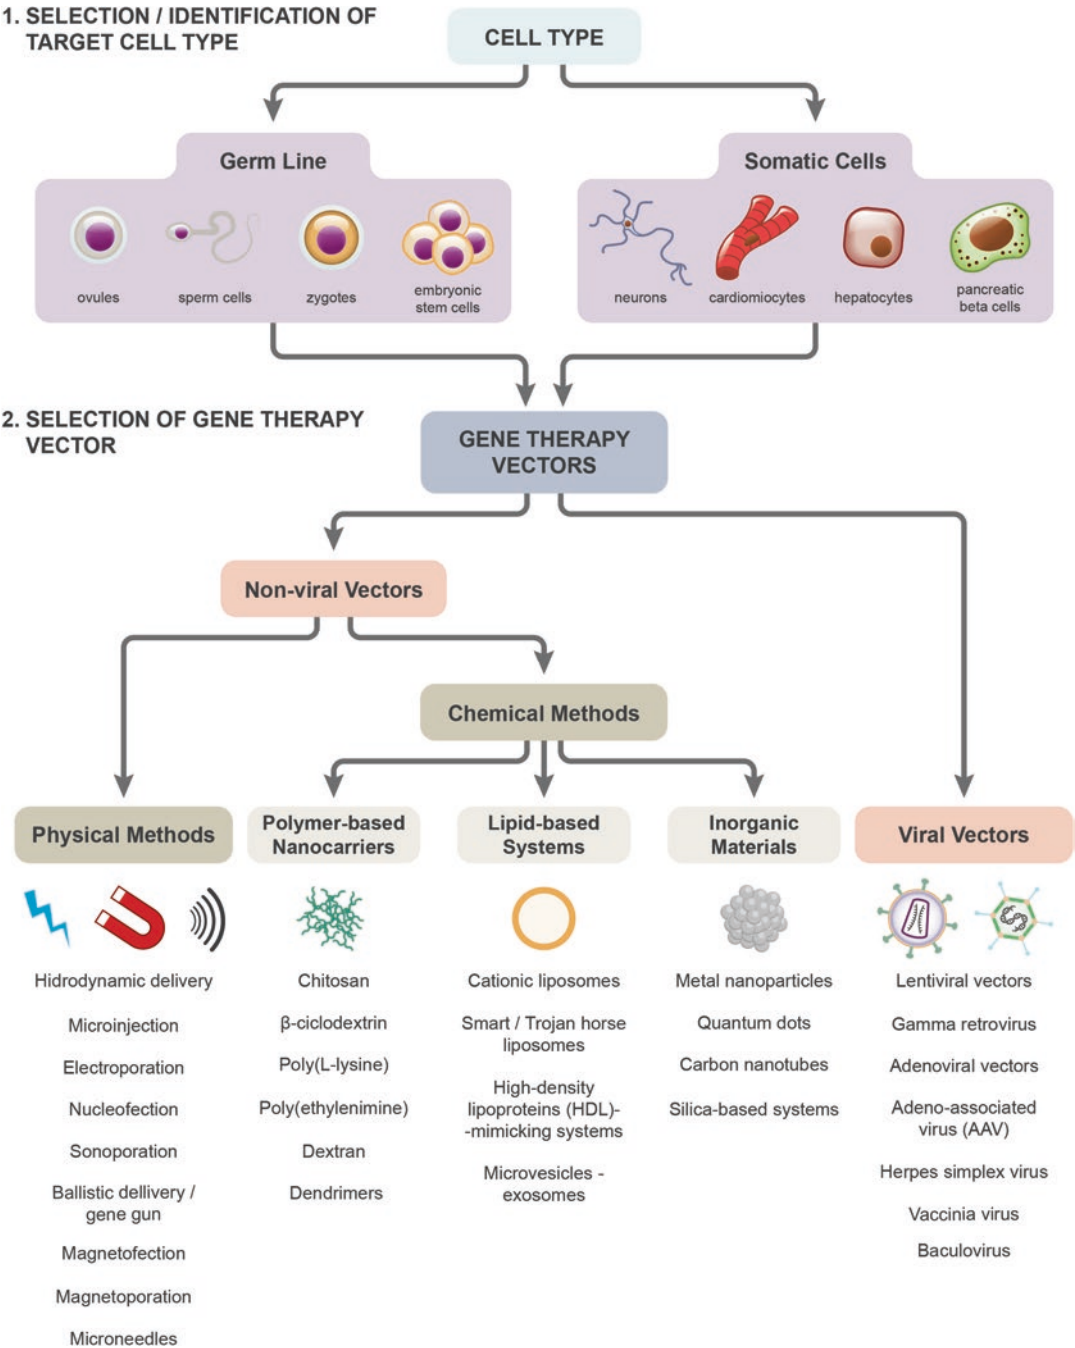 1. SELECTION / IDENTIFICATION OF
TARGET CELL TYPE
CELL TYPE
Germ Line
ovules
sperm cells
zygotes
embryonic
stem cells
Somatic Cells
neurons
cardiomiocytes
hepatocytes
pancreatic
beta cells
2. SELECTION OF GENE THERAPY
VECTOR
GENE THERAPY
VECTORS
Non-viral Vectors
Chemical Methods
Physical Methods
Hidrodynamic delivery
Microinjection
Electroporation
Nucleofection
Sonoporation
Ballistic dellivery /
gene gun
Magnetofection
Magnetoporation
Microneedles
Polymer-based
Nanocarriers
Chitosan
β-ciclodextrin
Poly(L-lysine)
Poly(ethylenimine)
Dextran
Dendrimers
Lipid-based
Systems
Cationic liposomes
Smart / Trojan horse
liposomes
High-density
lipoproteins (HDL)-
-mimicking systems
Microvesicles -
exosomes
Inorganic
Materials
Metal nanoparticles
Quantum dots
Carbon nanotubes
Silica-based systems
Viral Vectors
Lentiviral vectors
Gamma retrovirus
Adenoviral vectors
Adeno-associated
virus (AAV)
Herpes simplex virus
Vaccinia virus
Baculovirus